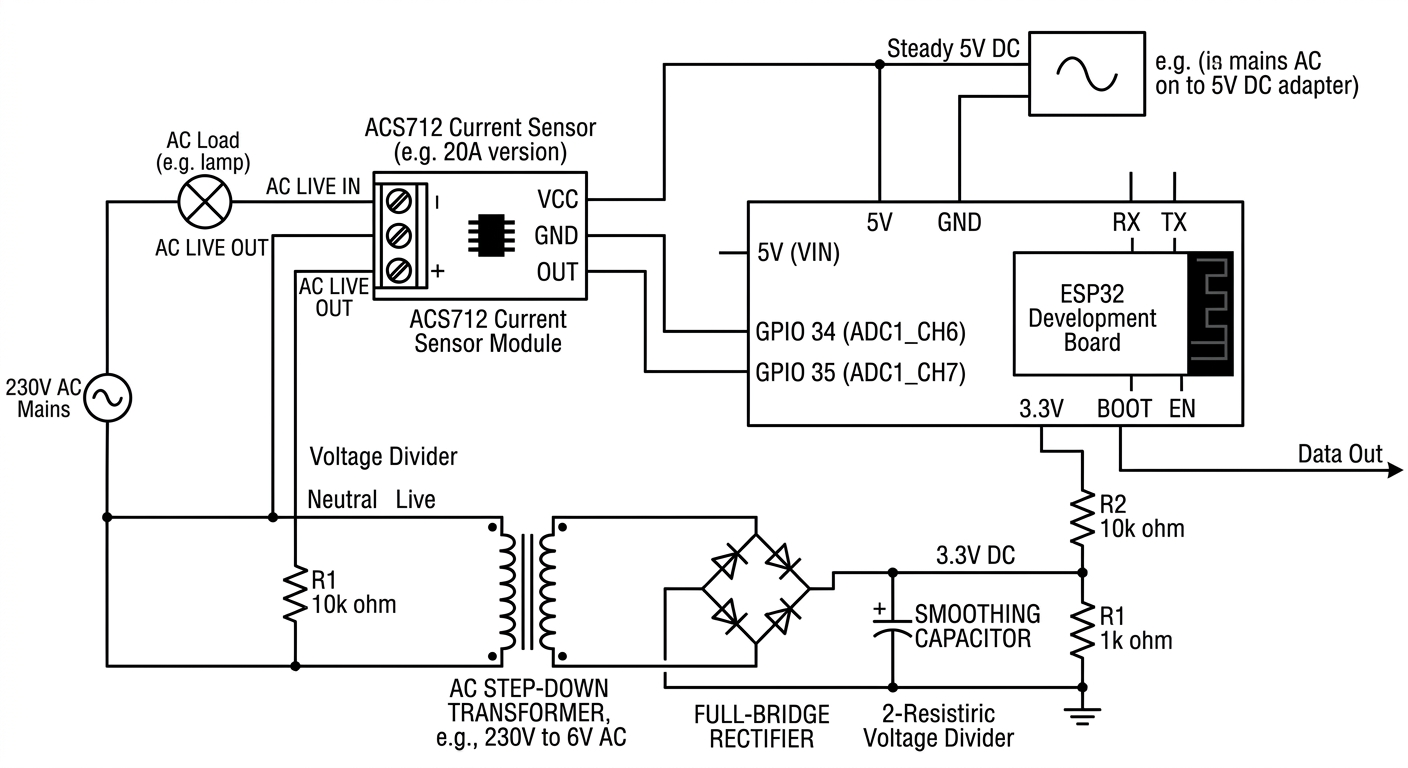 Steady 5V DC
e.g. (is mains AC
on to 5V DC adapter)
ACS712 Current Sensor
(e.g. 20A version)
AC Load
(e.g. lamp)
AC LIVE IN
AC LIVE OUT
AC LIVE
OUT
I
+
VCC
GND
OUT
ACS712 Current
Sensor Module
5V
GND
RX
TX
5V (VIN)
GPIO 34 (ADC1_CH6)
GPIO 35 (ADC1_CH7)
ESP32
Development
Board
3.3V
BOOT
EN
Data Out
230V AC
Mains
Voltage Divider
Neutral
Live
R1
10k ohm
R2
10k ohm
3.3V DC
+
SMOOTHING
CAPACITOR
R1
1k ohm
AC STEP-DOWN
TRANSFORMER,
e.g., 230V to 6V AC
FULL-BRIDGE
RECTIFIER
2-Resistiric
Voltage Divider